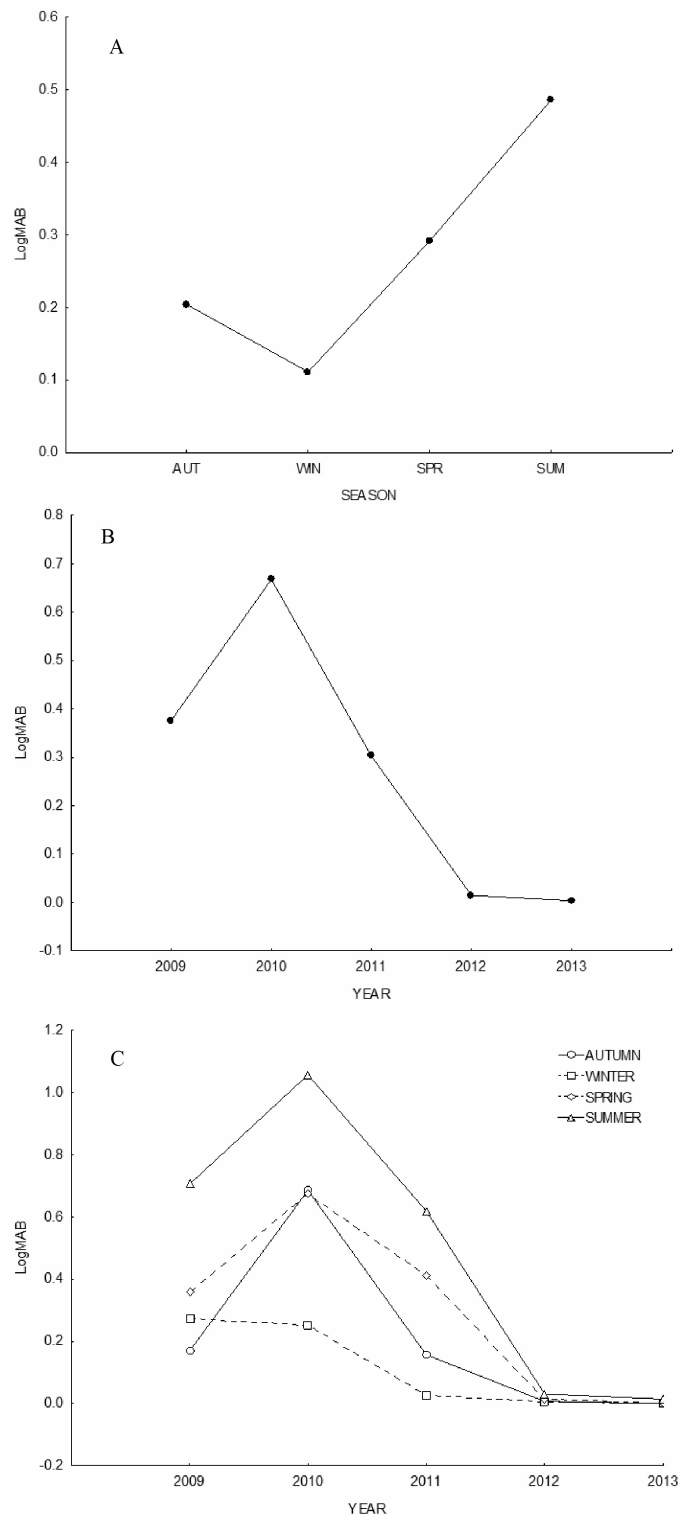 A
0.6
0.5
0.4
0.3
0.2
0.1
0.0
LogMAB
AUT WIN SPR SUM
SEASON
B
0.8
0.7
0.6
0.5
0.4
0.3
0.2
0.1
0.0
-0.1
LogMAB
2009 2010 2011 2012 2013
YEAR
C
1.2
1.0
0.8
0.6
0.4
0.2
0.0
-0.2
LogMAB
AUTUMN
WINTER
SPRING
SUMMER
2009 2010 2011 2012 2013
YEAR